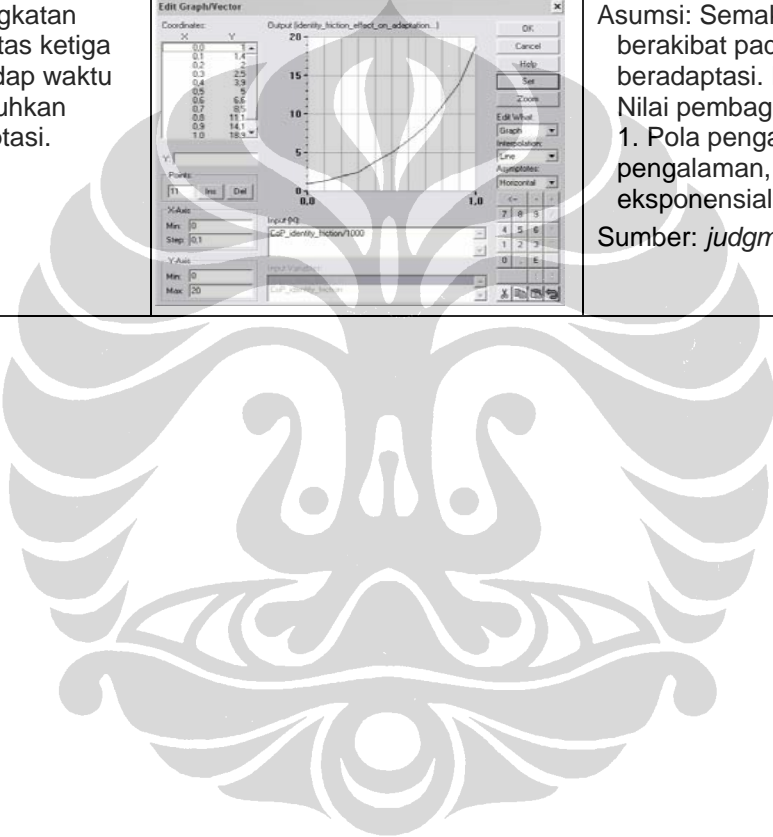 ngkatan
tas ketiga
dap waktu
uhkan
otasi.
Edit Graph/Vector
Coordinates:
X Y
0,0 1
0,1 1,4
0,2 2
0,3 2,5
0,4 3,9
0,5 5
0,6 6,6
0,7 8,5
0,8 11,1
0,9 14,1
1,0 18,9
Y:
Points:
11 Ins Del
X-Axis
Min: 0
Step: 0,1
Y-Axis
Min: 0
Max: 20
Output (identity_friction_effect_on_adaptation...)
20
15
10
5
0
0,0 1,0
Input (X):
CoP_identity_friction/1000
Input Variables:
CoP_identity_friction
OK
Cancel
Help
Set
Zoom
Edit What:
Graph
Interpolation:
Line
Asymptotes:
Horizontal
7 8 9
4 5 6
1 2 3
0 . E
Asumsi: Semal
berakibat pad
beradaptasi.
Nilai pembag
1. Pola penga
pengalaman,
eksponensial
Sumber: judgm